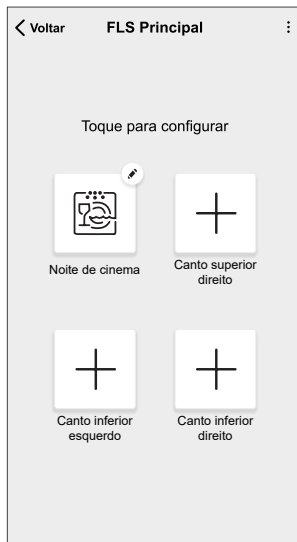 Voltar
FLS Principal
Toque para configurar
Noite de cinema
Canto superior
direito
Canto inferior
esquerdo
Canto inferior
direito